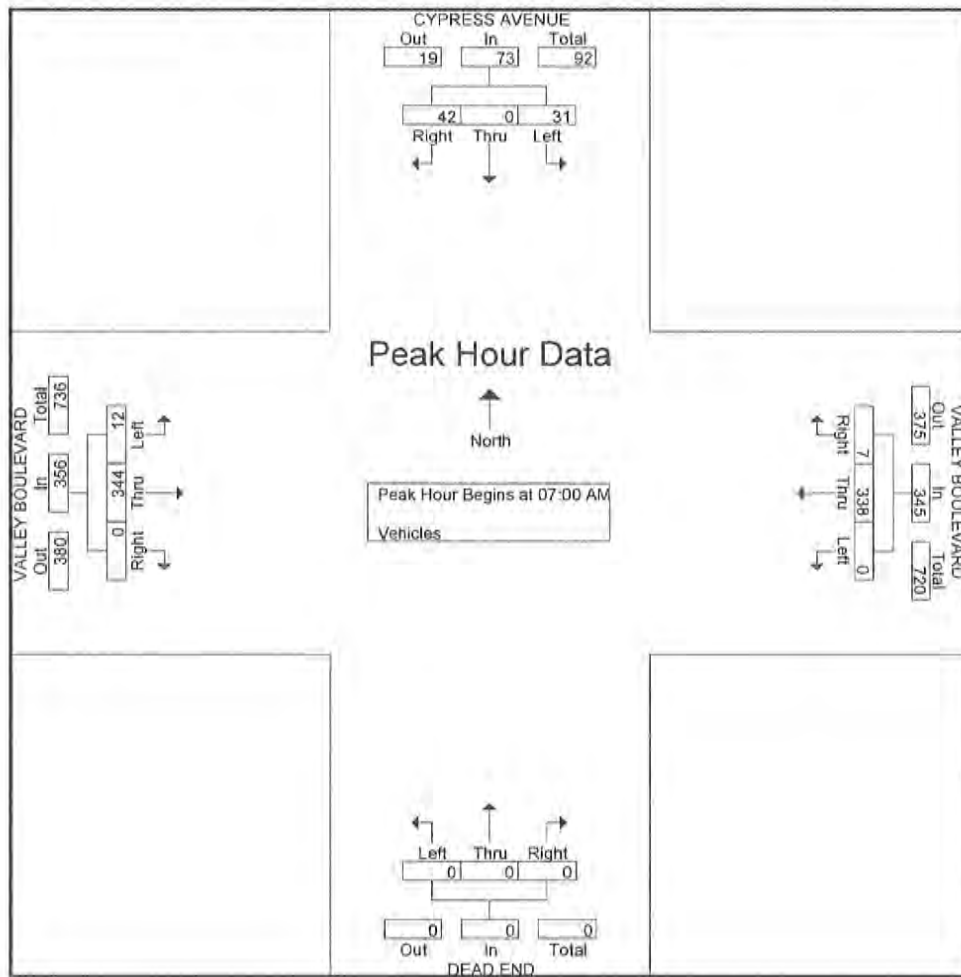 CYPRESS AVENUE
Out In Total
19 73 92
42 0 31
Right Thru Left
Peak Hour Data
North
Peak Hour Begins at 07:00 AM
Vehicles
VALLEY BOULEVARD
Out In Total
380 356 736
12 344 0
Left Thru Right
VALLEY BOULEVARD
Out In Total
375 345 720
7 338 0
Right Thru Left
Left Thru Right
0 0 0
0 0 0
Out In Total
DEAD END